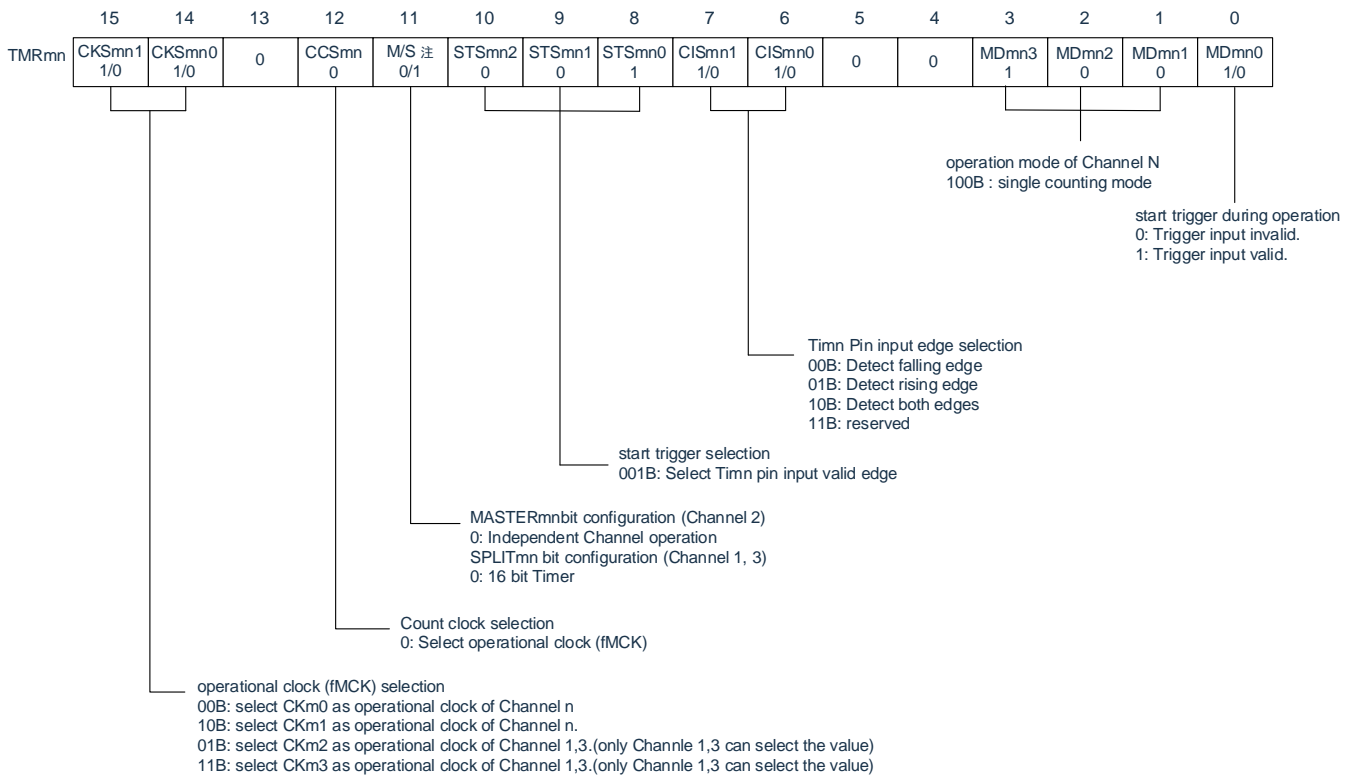 15 14 13 12 11 10 9 8 7 6 5 4 3 2 1 0
TMRmn CKSmn1 CKSmn0 0 CCSmn M/S 注 STSmn2 STSmn1 STSmn0 CISmn1 CISmn0 0 0 MDmn3 MDmn2 MDmn1 MDmn0
1/0 1/0 0 0/1 0 0 1 1/0 1/0 1 0 0 1/0
operation mode of Channel N
100B : single counting mode
start trigger during operation
0: Trigger input invalid.
1: Trigger input valid.
Timn Pin input edge selection
00B: Detect falling edge
01B: Detect rising edge
10B: Detect both edges
11B: reserved
start trigger selection
001B: Select Timn pin input valid edge
MASTERmnbit configuration (Channel 2)
0: Independent Channel operation
SPLITmn bit configuration (Channel 1, 3)
0: 16 bit Timer
Count clock selection
0: Select operational clock (fMCK)
operational clock (fMCK) selection
00B: select CKm0 as operational clock of Channel n
10B: select CKm1 as operational clock of Channel n.
01B: select CKm2 as operational clock of Channel 1,3.(only Channle 1,3 can select the value)
11B: select CKm3 as operational clock of Channel 1,3.(only Channle 1,3 can select the value)